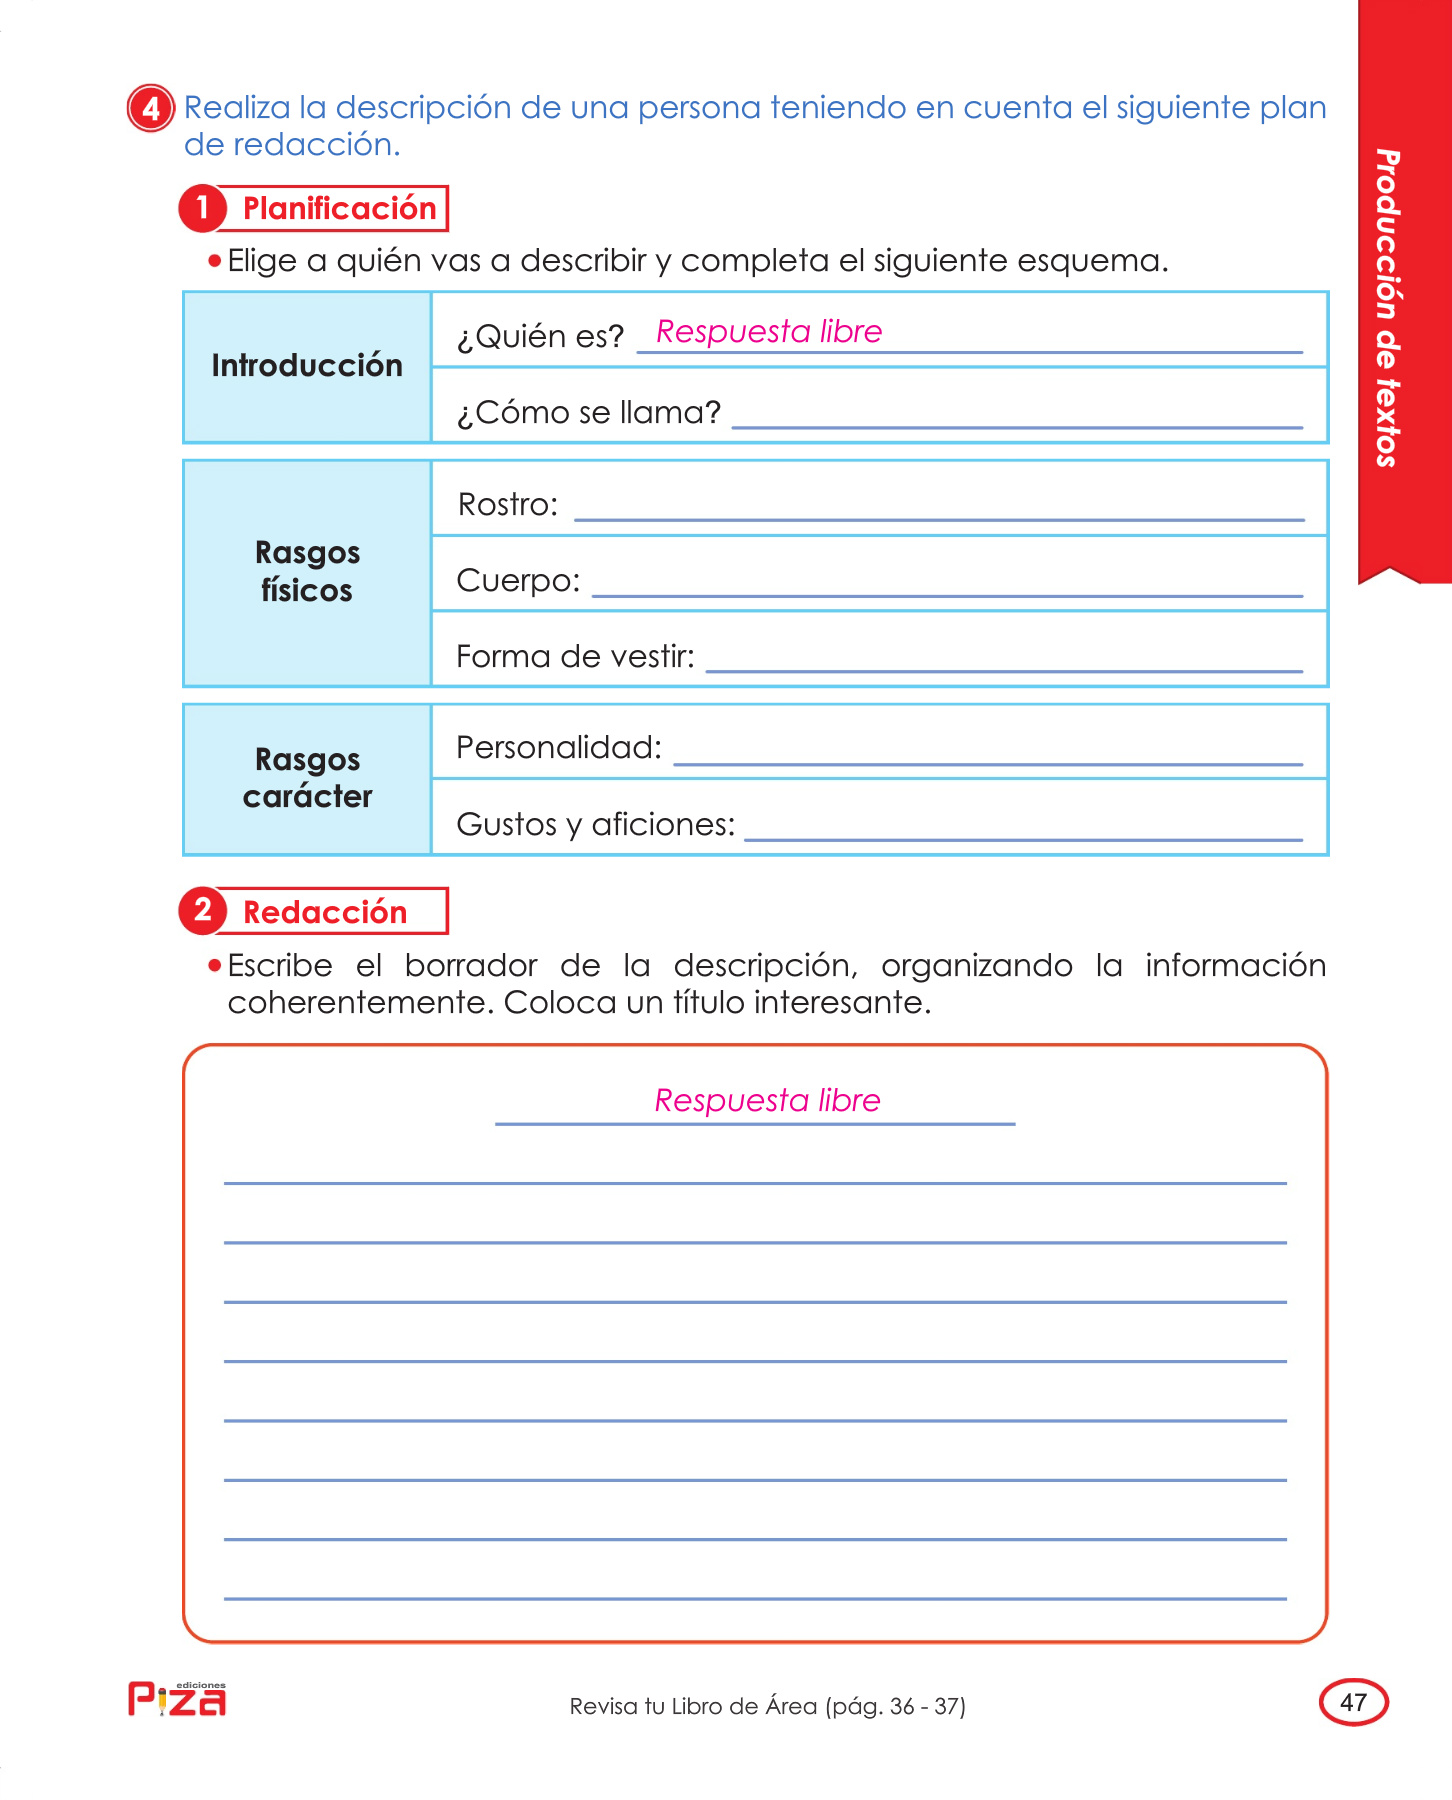 4 Realiza la descripción de una persona teniendo en cuenta el siguiente plan
de redacción.
Producción de textos
1 Planificación
• Elige a quién vas a describir y completa el siguiente esquema.
Introducción
¿Quién es? Respuesta libre
¿Cómo se llama?
Rasgos
físicos
Rostro:
Cuerpo:
Forma de vestir:
Rasgos
carácter
Personalidad:
Gustos y aficiones:
2 Redacción
• Escribe el borrador de la descripción, organizando la información
coherentemente. Coloca un título interesante.
Respuesta libre
ediciones
Piza
Revisa tu Libro de Área (pág. 36 - 37)
47